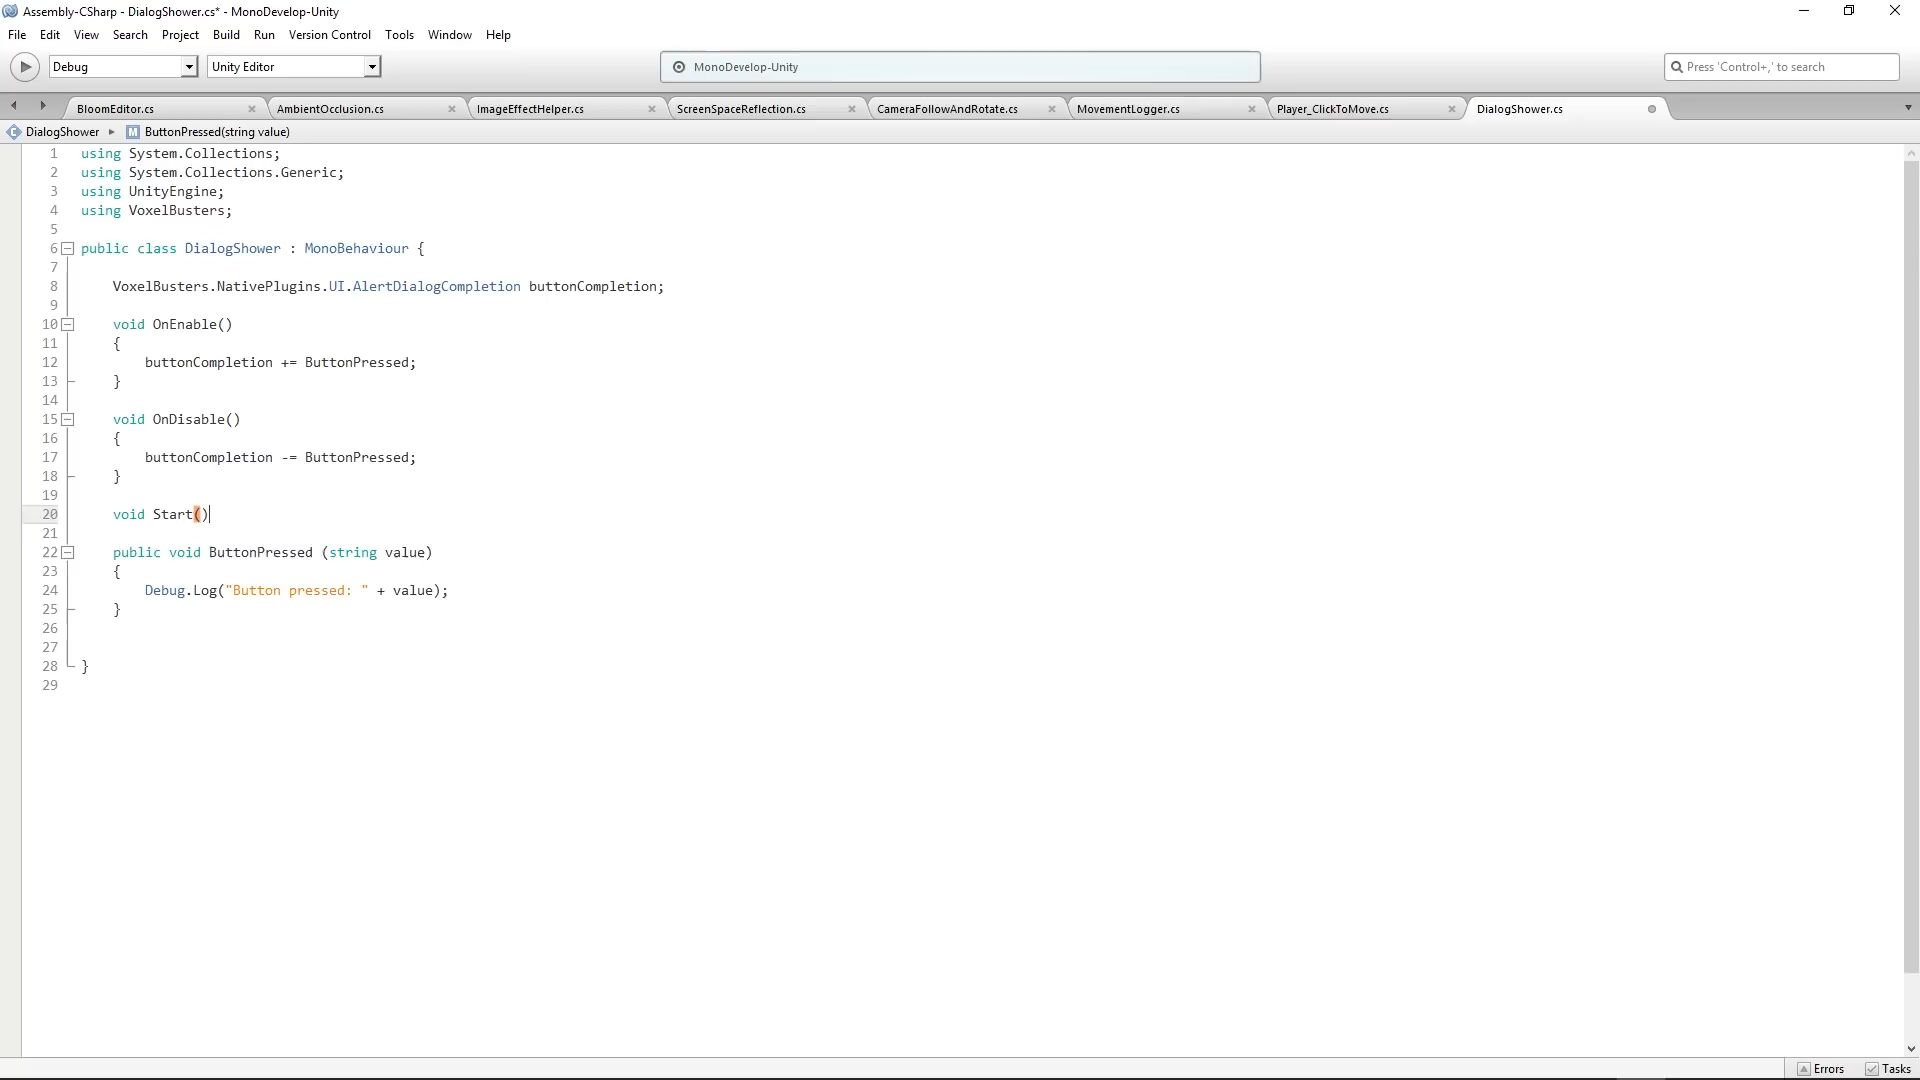 Assembly-CSharp - DialogShower.cs* - MonoDevelop-Unity
File Edit View Search Project Build Run Version Control Tools Window Help
Debug Unity Editor MonoDevelop-Unity Press 'Control+,' to search
BloomEditor.cs AmbientOcclusion.cs ImageEffectHelper.cs ScreenSpaceReflection.cs CameraFollowAndRotate.cs MovementLogger.cs Player_ClickToMove.cs DialogShower.cs
DialogShower ▸ M ButtonPressed(string value)
1 using System.Collections;
2 using System.Collections.Generic;
3 using UnityEngine;
4 using VoxelBusters;
5
6 public class DialogShower : MonoBehaviour {
7
8 VoxelBusters.NativePlugins.UI.AlertDialogCompletion buttonCompletion;
9
10 void OnEnable()
11 {
12 buttonCompletion += ButtonPressed;
13 }
14
15 void OnDisable()
16 {
17 buttonCompletion -= ButtonPressed;
18 }
19
20 void Start()
21
22 public void ButtonPressed (string value)
23 {
24 Debug.Log("Button pressed: " + value);
25 }
26
27
28 }
29
Errors Tasks